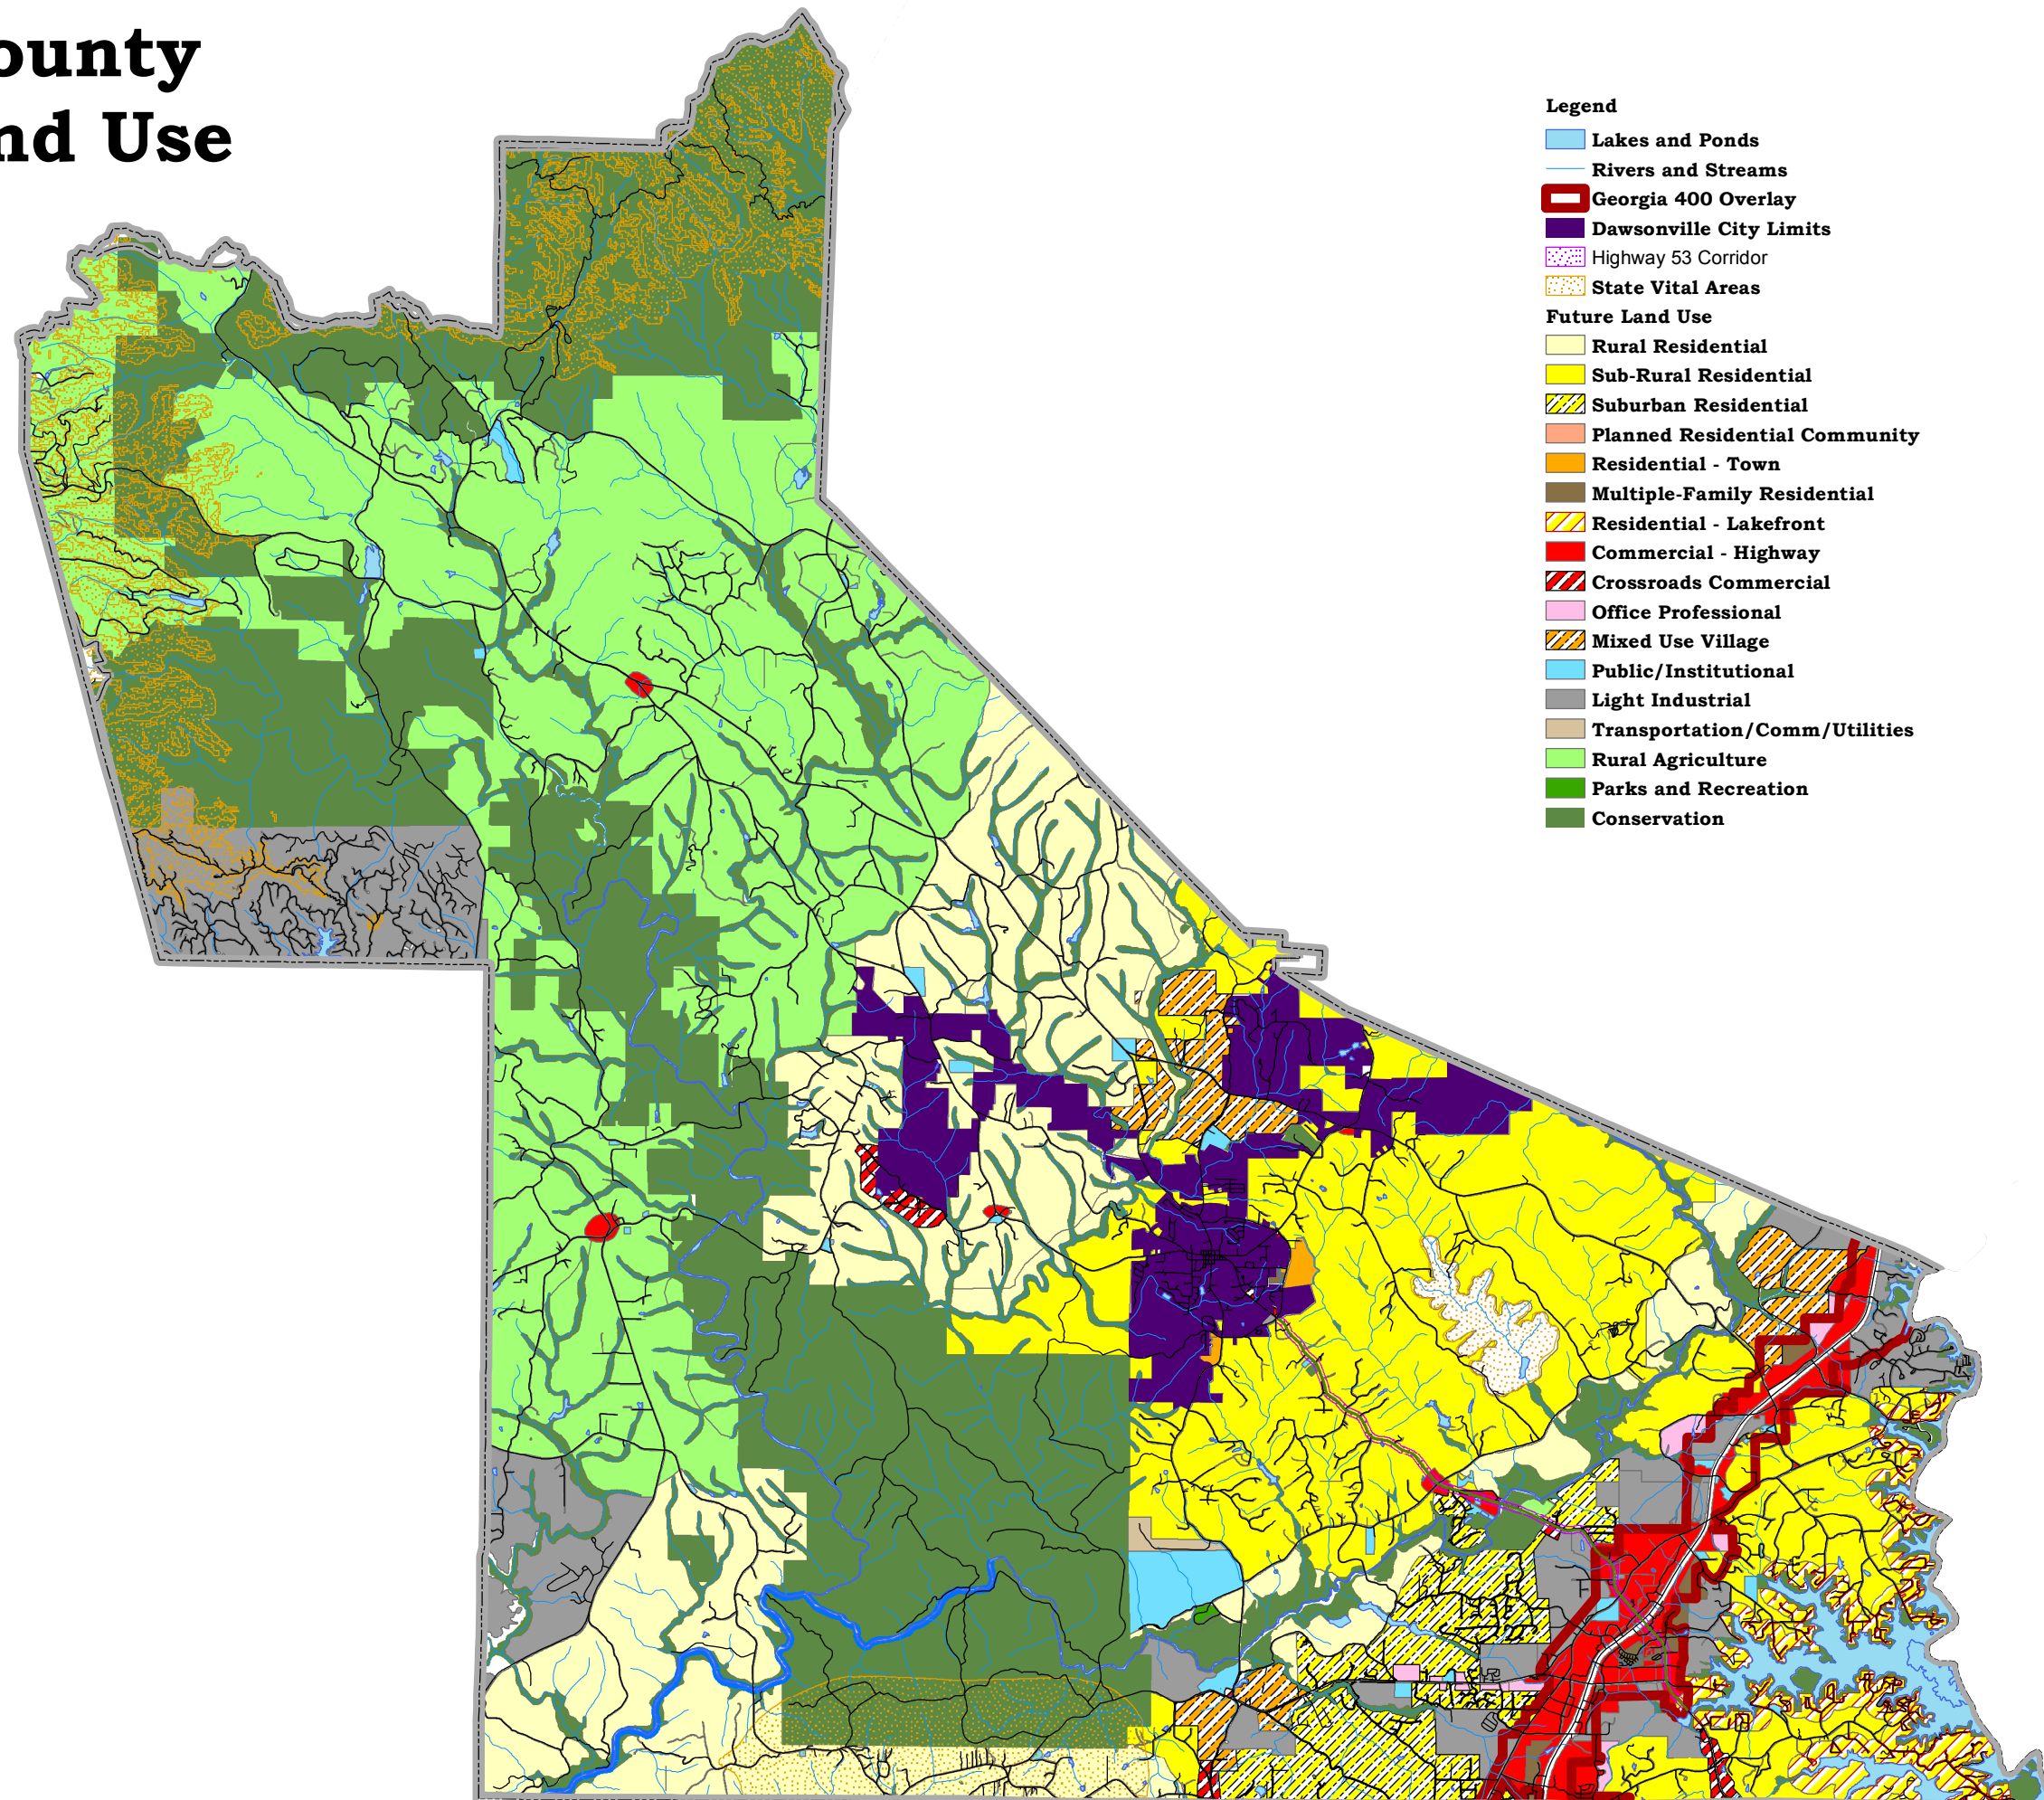 ounty
nd Use
Legend
Lakes and Ponds
Rivers and Streams
Georgia 400 Overlay
Dawsonville City Limits
Highway 53 Corridor
State Vital Areas
Future Land Use
Rural Residential
Sub-Rural Residential
Suburban Residential
Planned Residential Community
Residential - Town
Multiple-Family Residential
Residential - Lakefront
Commercial - Highway
Crossroads Commercial
Office Professional
Mixed Use Village
Public/Institutional
Light Industrial
Transportation/Comm/Utilities
Rural Agriculture
Parks and Recreation
Conservation